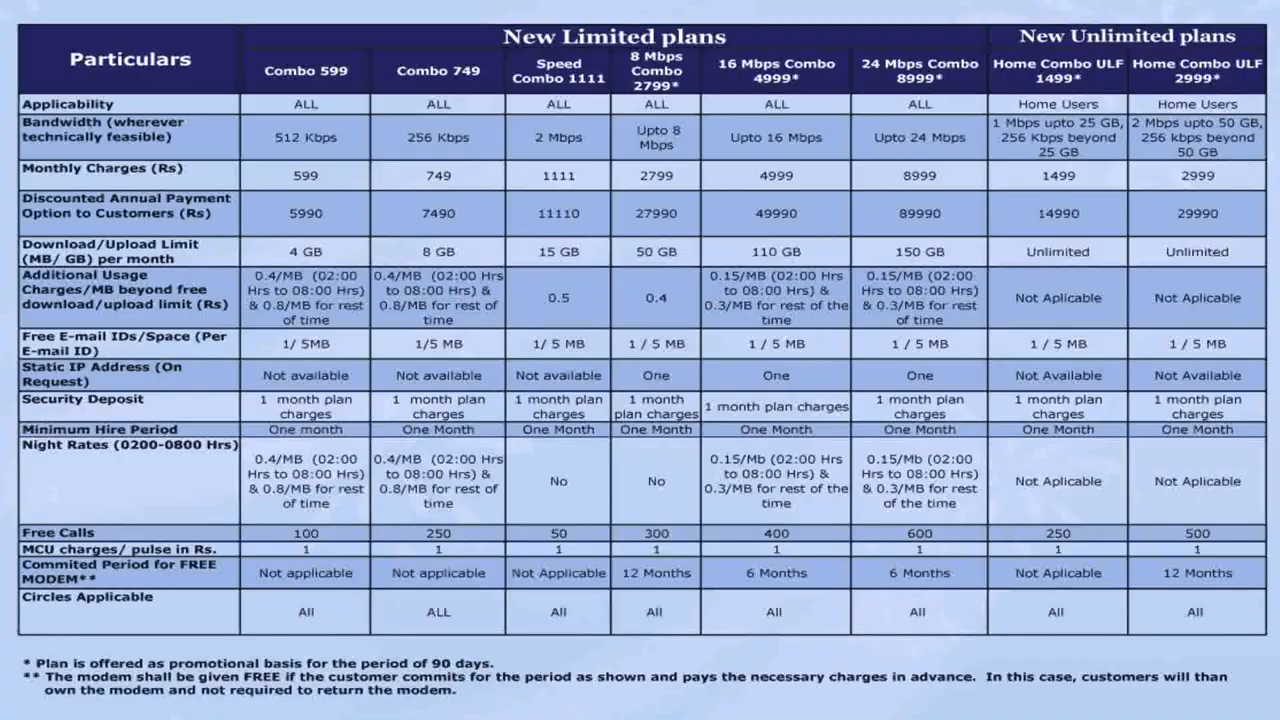 Particulars New Limited plans New Unlimited plans
Combo 599 Combo 749 Speed Combo 1111 8 Mbps Combo 2799* 16 Mbps Combo 4999* 24 Mbps Combo 8999* Home Combo ULF 1499* Home Combo ULF 2999*
Applicability ALL ALL ALL ALL ALL ALL Home Users Home Users
Bandwidth (wherever technically feasible) 512 Kbps 256 Kbps 2 Mbps Upto 8 Mbps Upto 16 Mbps Upto 24 Mbps 1 Mbps upto 25 GB, 256 Kbps beyond 25 GB 2 Mbps upto 50 GB, 256 kbps beyond 50 GB
Monthly Charges (Rs) 599 749 1111 2799 4999 8999 1499 2999
Discounted Annual Payment Option to Customers (Rs) 5990 7490 11110 27990 49990 89990 14990 29990
Download/Upload Limit (MB/ GB) per month 4 GB 8 GB 15 GB 50 GB 110 GB 150 GB Unlimited Unlimited
Additional Usage Charges/MB beyond free download/upload limit (Rs) 0.4/MB (02:00 Hrs to 08:00 Hrs) & 0.8/MB for rest of time 0.4/MB (02:00 Hrs to 08:00 Hrs) & 0.8/MB for rest of time 0.5 0.4 0.15/MB (02:00 Hrs to 08:00 Hrs) & 0.3/MB for rest of the time 0.15/MB (02:00 Hrs to 08:00 Hrs) & 0.3/MB for rest of time Not Aplicable Not Aplicable
Free E-mail IDs/Space (Per E-mail ID) 1/ 5MB 1/5 MB 1/ 5 MB 1 / 5 MB 1 / 5 MB 1 / 5 MB 1 / 5 MB 1 / 5 MB
Static IP Address (On Request) Not available Not available Not available One One One Not Available Not Available
Security Deposit 1 month plan charges 1 month plan charges 1 month plan charges 1 month plan charges 1 month plan charges 1 month plan charges 1 month plan charges 1 month plan charges
Minimum Hire Period One month One Month One Month One Month One Month One Month One Month One Month
Night Rates (0200-0800 Hrs) 0.4/MB (02:00 Hrs to 08:00 Hrs) & 0.8/MB for rest of time 0.4/MB (02:00 Hrs to 08:00 Hrs) & 0.8/MB for rest of time No No 0.15/Mb (02:00 Hrs to 08:00 Hrs) & 0.3/MB for rest of the time 0.15/Mb (02:00 Hrs to 08:00 Hrs) & 0.3/MB for rest of the time Not Aplicable Not Aplicable
Free Calls 100 250 50 300 400 600 250 500
MCU charges/ pulse in Rs. 1 1 1 1 1 1 1 1
Commited Period for FREE MODEM** Not applicable Not applicable Not Applicable 12 Months 6 Months 6 Months Not Aplicable 12 Months
Circles Applicable All ALL All All All All All All
* Plan is offered as promotional basis for the period of 90 days.
** The modem shall be given FREE if the customer commits for the period as shown and pays the necessary charges in advance. In this case, customers will than
own the modem and not required to return the modem.